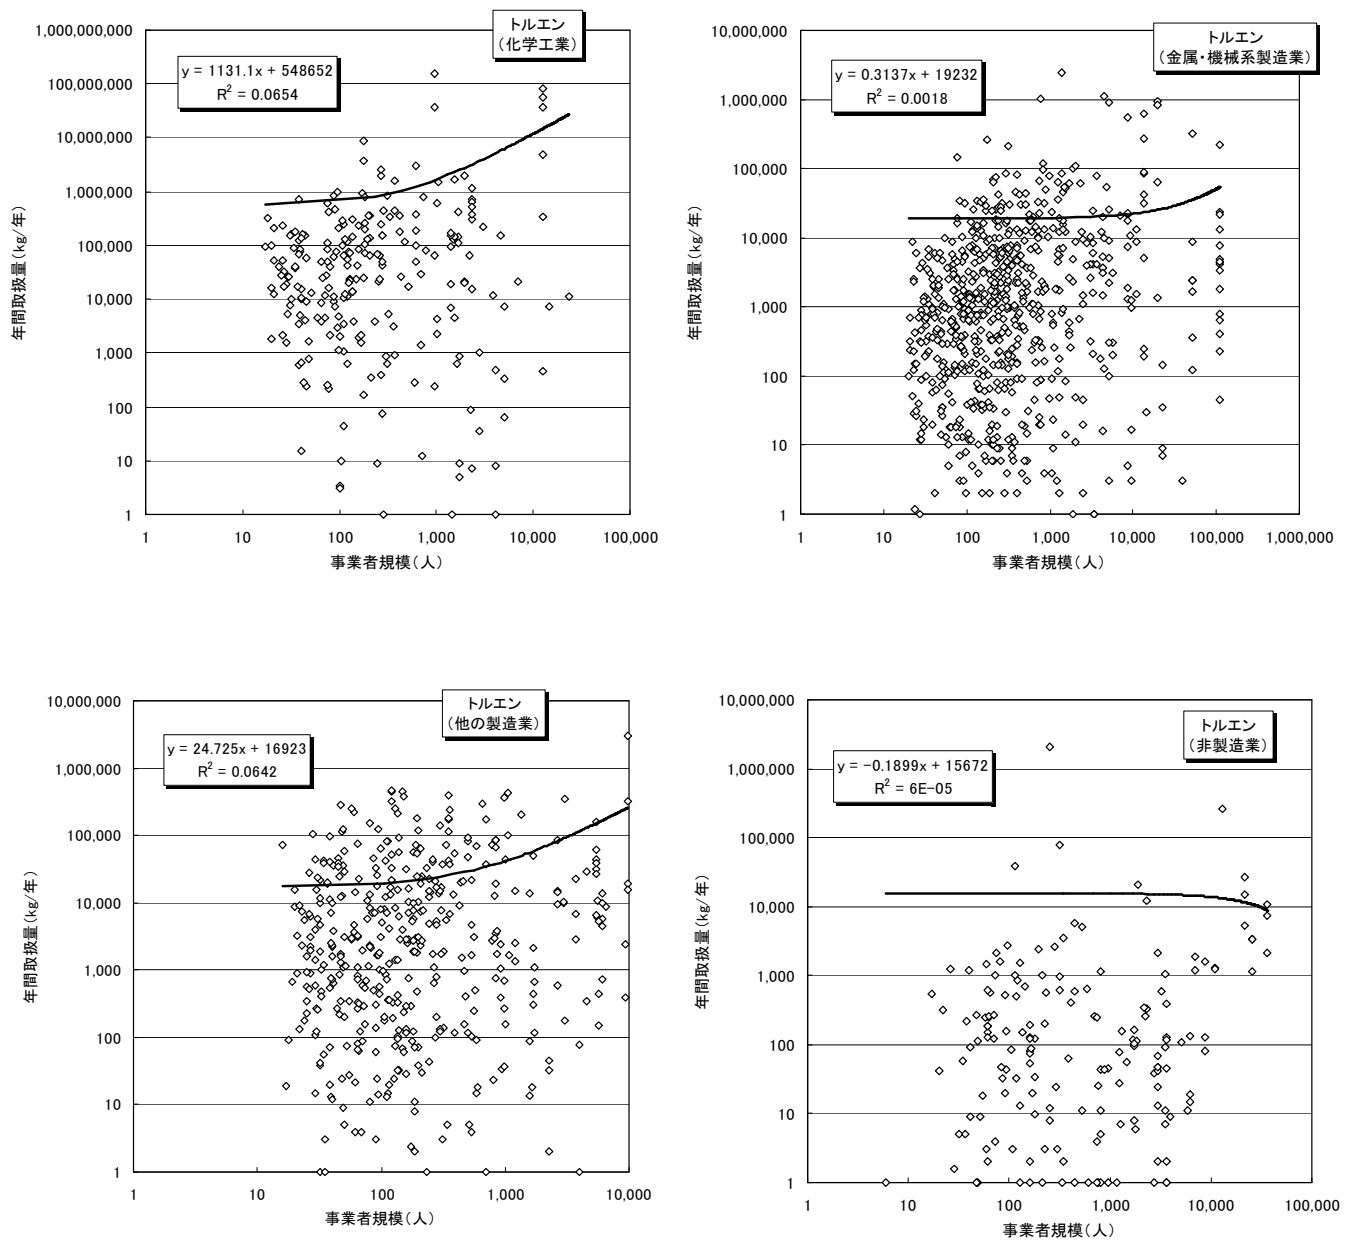 トルエン
（化学工業）
y = 1131.1x + 548652
R² = 0.0654
1,000,000,000
100,000,000
10,000,000
1,000,000
100,000
10,000
1,000
100
10
1
年間取扱量（kg/年）
1 10 100 1,000 10,000 100,000
事業者規模（人）
トルエン
（金属・機械系製造業）
y = 0.3137x + 19232
R² = 0.0018
10,000,000
1,000,000
100,000
10,000
1,000
100
10
1
年間取扱量（kg/年）
1 10 100 1,000 10,000 100,000 1,000,000
事業者規模（人）
トルエン
（他の製造業）
y = 24.725x + 16923
R² = 0.0642
10,000,000
1,000,000
100,000
10,000
1,000
100
10
1
年間取扱量（kg/年）
1 10 100 1,000 10,000
事業者規模（人）
トルエン
（非製造業）
y = −0.1899x + 15672
R² = 6E-05
10,000,000
1,000,000
100,000
10,000
1,000
100
10
1
年間取扱量（kg/年）
1 10 100 1,000 10,000 100,000
事業者規模（人）